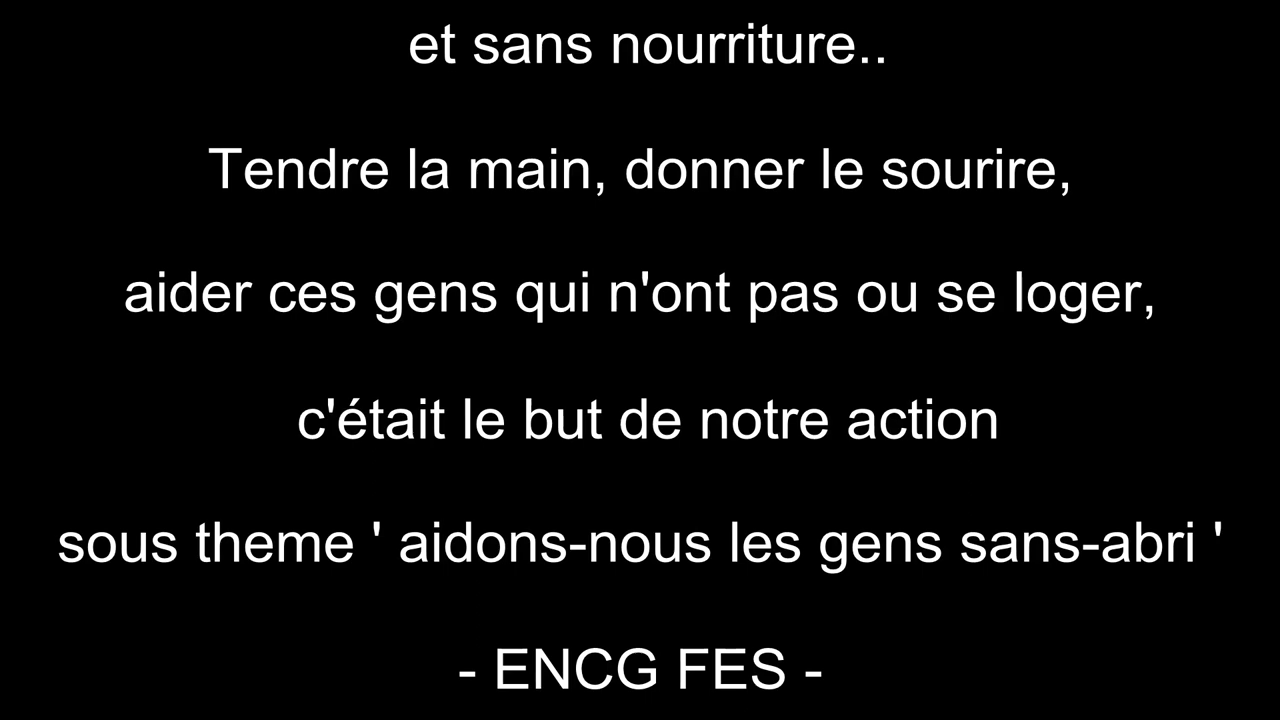 et sans nourriture..
Tendre la main, donner le sourire,
aider ces gens qui n'ont pas ou se loger,
c'était le but de notre action
sous theme ' aidons-nous les gens sans-abri '
- ENCG FES -